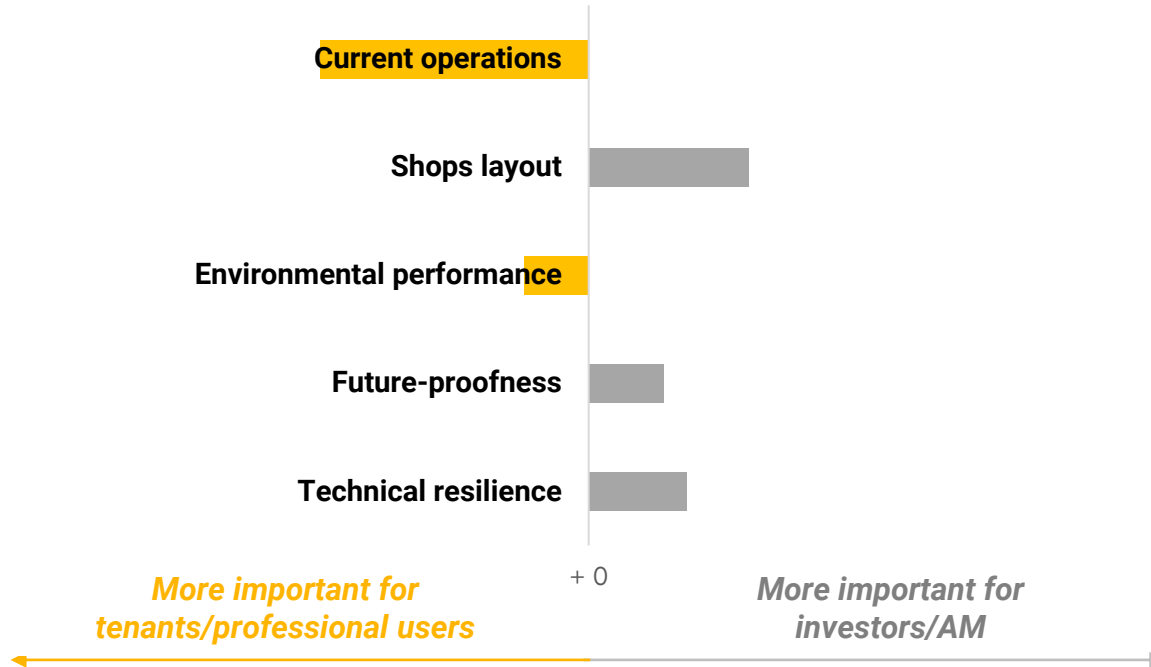 Current operations
Shops layout
Environmental performance
Future-proofness
Technical resilience
+ 0
More important for
tenants/professional users
More important for
investors/AM